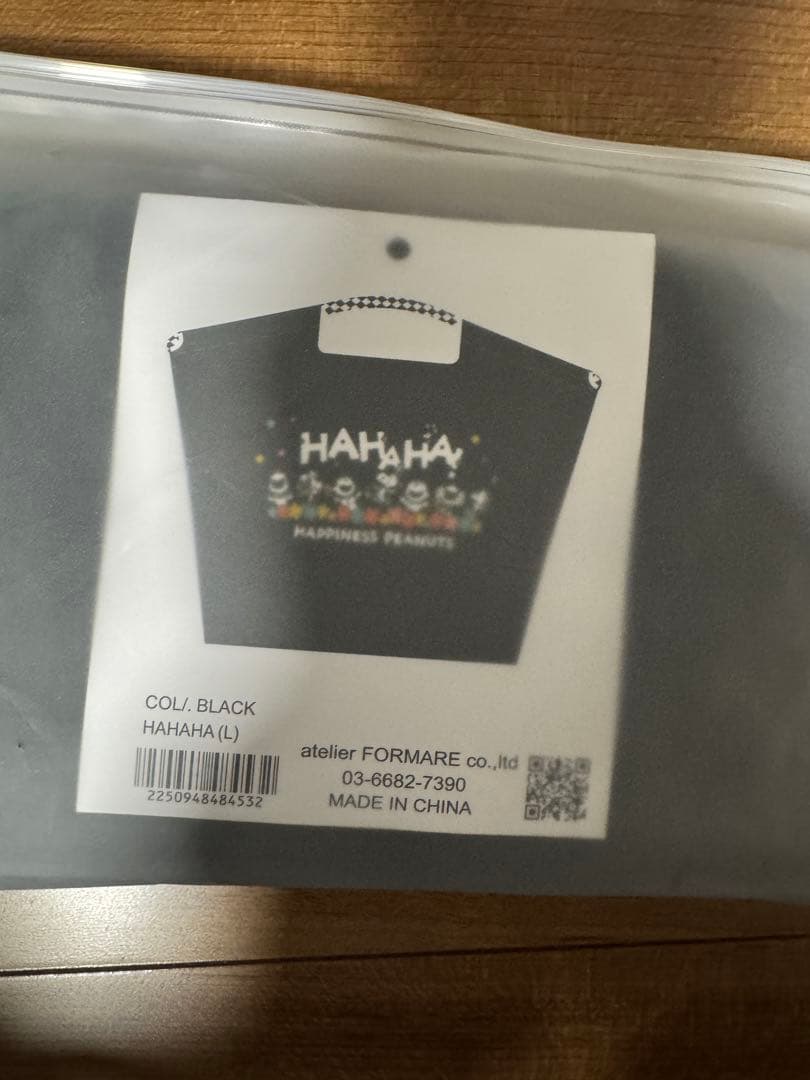 HAHAHA!
HAPPINESS PEANUTS
COL/. BLACK
HAHAHA (L)
2250948484532
atelier FORMARE co.,ltd
03-6682-7390
MADE IN CHINA